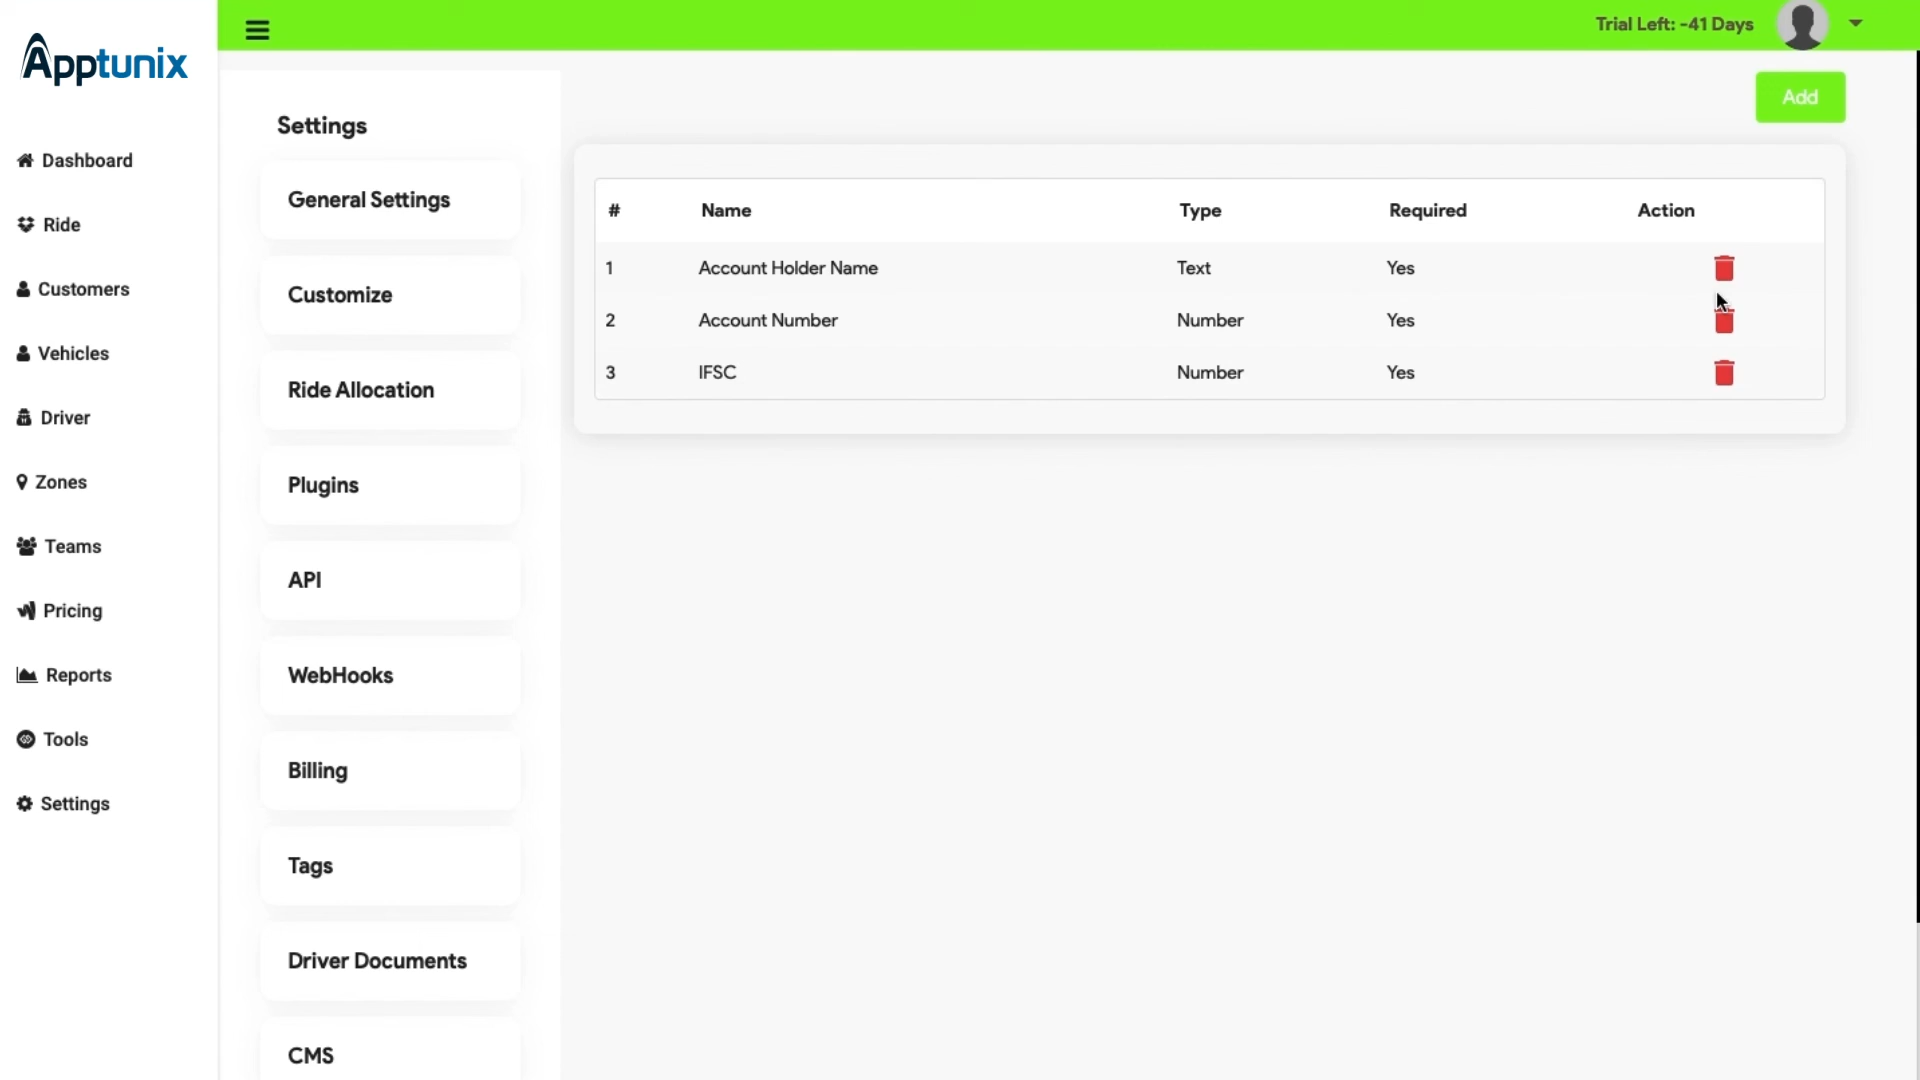 Apptunix
Trial Left: -41 Days
Dashboard
Ride
Customers
Vehicles
Driver
Zones
Teams
Pricing
Reports
Tools
Settings
Settings
General Settings
Customize
Ride Allocation
Plugins
API
WebHooks
Billing
Tags
Driver Documents
CMS
Add
# Name Type Required Action
1 Account Holder Name Text Yes
2 Account Number Number Yes
3 IFSC Number Yes